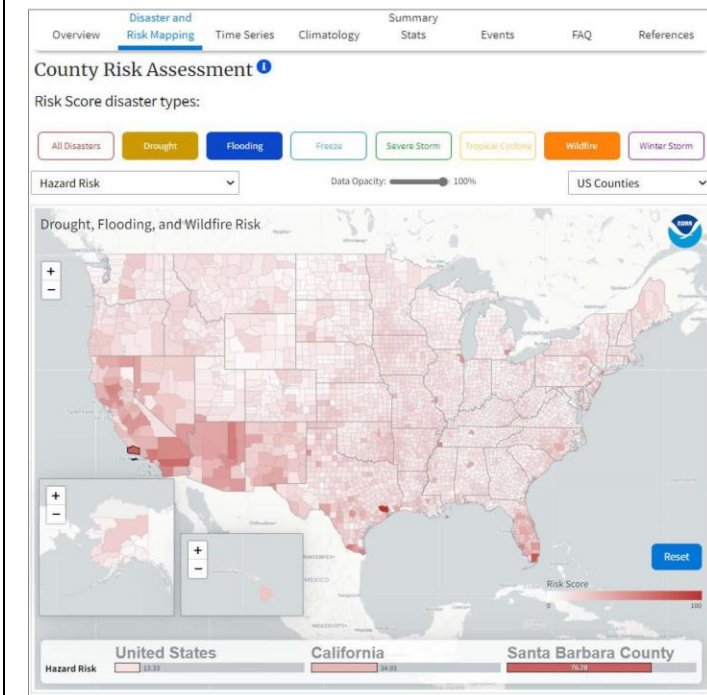 Overview
Disaster and
Risk Mapping
Time Series
Climatology
Summary
Stats
Events
FAQ
References
County Risk Assessment
Risk Score disaster types:
All Disasters
Drought
Flooding
Freeze
Severe Storm
Tropical Cyclone
Wildfire
Winter Storm
Hazard Risk
Data Opacity:
100%
US Counties
Drought, Flooding, and Wildfire Risk
NOAA
+
−
+
−
+
−
Reset
Risk Score
0
100
United States
California
Santa Barbara County
Hazard Risk
13.33
34.93
76.28